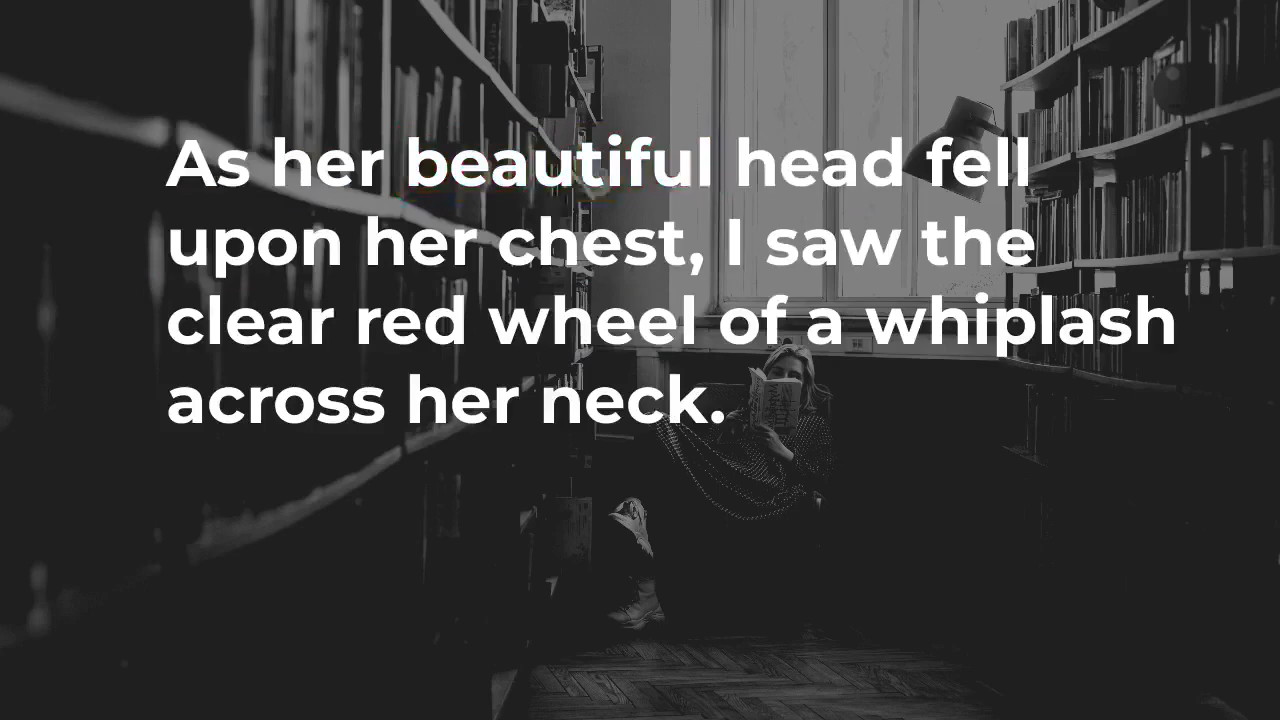 As her beautiful head fell
upon her chest, I saw the
clear red wheel of a whiplash
across her neck.